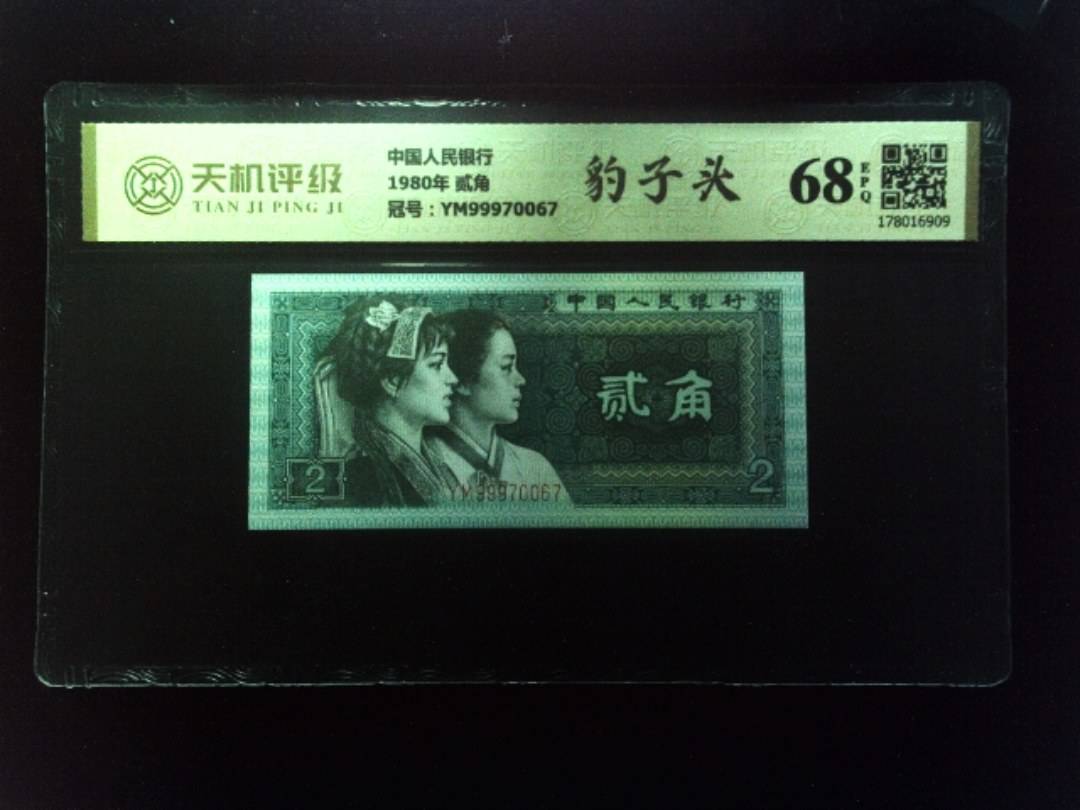 天机评级
TIAN JI PING JI
中国人民银行
1980年 贰角
冠号：YM99970067
豹子头
68
EPQ
178016909
中国人民银行
贰角
2
YM99970067
2